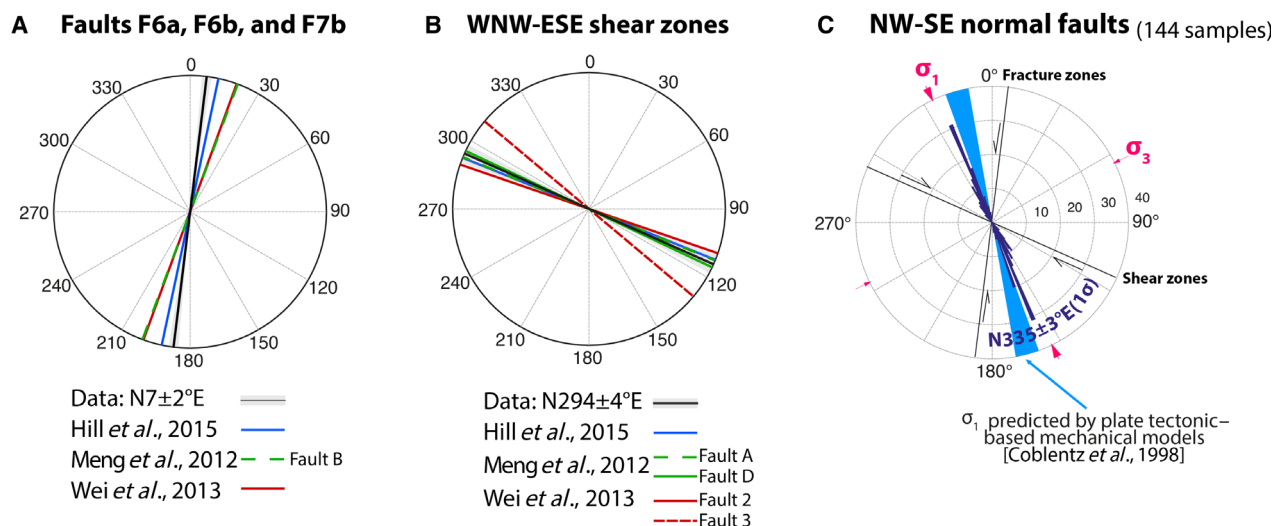 A Faults F6a, F6b, and F7b
0
30
60
90
120
150
180
210
240
270
300
330
Data: N7±2°E
Hill et al., 2015
Meng et al., 2012 Fault B
Wei et al., 2013
B WNW-ESE shear zones
0
30
60
90
120
150
180
210
240
270
300
330
Data: N294±4°E
Hill et al., 2015
Meng et al., 2012
Wei et al., 2013
Fault A
Fault D
Fault 2
Fault 3
C NW-SE normal faults (144 samples)
σ1
0° Fracture zones
σ3
10 20 30 40
270°
90°
Shear zones
N335±3°E(1σ)
180°
σ1 predicted by plate tectonic–
based mechanical models
[Coblentz et al., 1998]